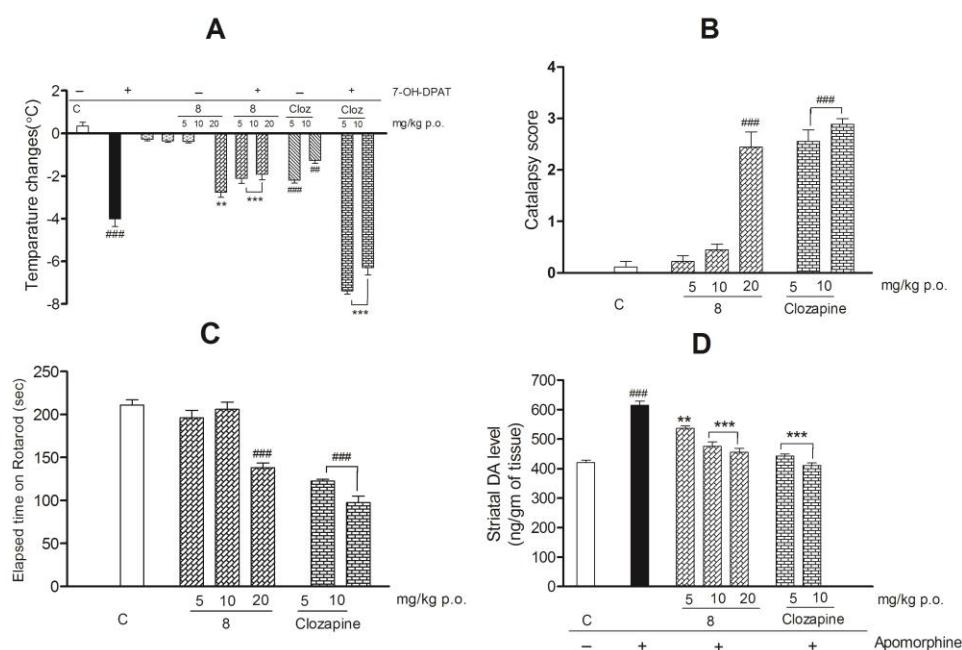 A
– + – + – + 7-OH-DPAT
C 8 8 Cloz Cloz
5 10 20 5 10 20 5 10 5 10 mg/kg p.o.
Temparature changes(°C)
2
0
-2
-4
-6
-8
###
**
***
###
##
***
B
Catalapsy score
4
3
2
1
0
###
###
5 10 20 5 10 mg/kg p.o.
C 8 Clozapine
C
Elapsed time on Rotarod (sec)
250
200
150
100
50
0
###
###
5 10 20 5 10 mg/kg p.o.
C 8 Clozapine
D
Striatal DA level
(ng/gm of tissue)
700
600
500
400
300
200
100
0
###
**
***
***
5 10 20 5 10 mg/kg p.o.
C 8 Clozapine
– + + + Apomorphine